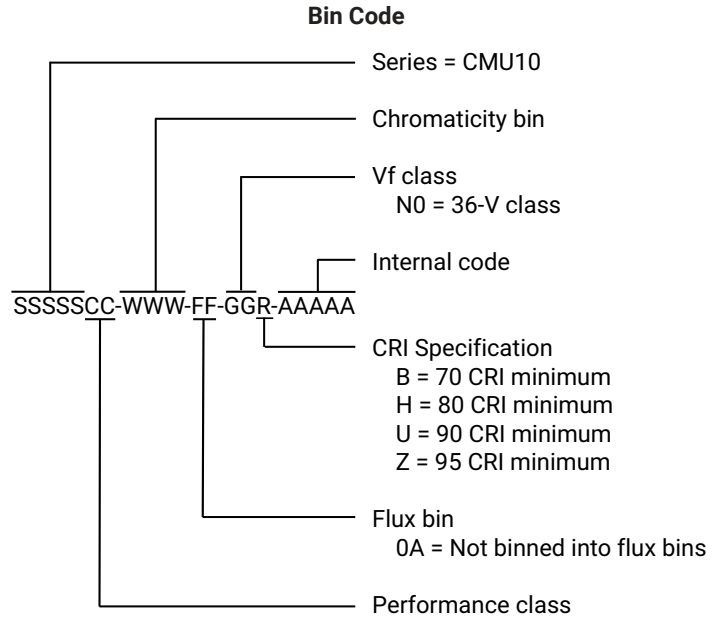 Bin Code
Series = CMU10
Chromaticity bin
Vf class
N0 = 36-V class
Internal code
SSSSSCC-WWW-FF-GGR-AAAAA
CRI Specification
B = 70 CRI minimum
H = 80 CRI minimum
U = 90 CRI minimum
Z = 95 CRI minimum
Flux bin
0A = Not binned into flux bins
Performance class